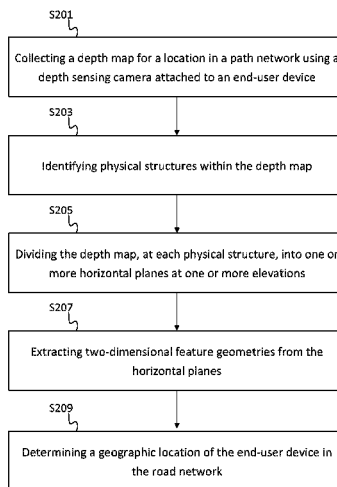 S201
Collecting a depth map for a location in a path network using a
depth sensing camera attached to an end-user device
S203
Identifying physical structures within the depth map
S205
Dividing the depth map, at each physical structure, into one or
more horizontal planes at one or more elevations
S207
Extracting two-dimensional feature geometries from the
horizontal planes
S209
Determining a geographic location of the end-user device in
the road network